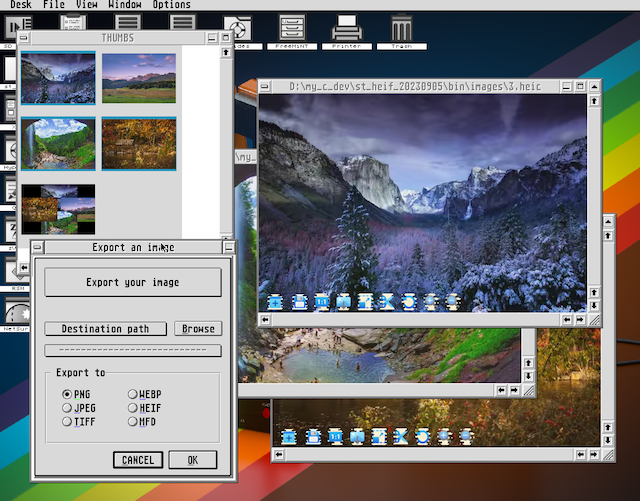 Desk File View Window Options
FreeMiNT
Printer
Trash
THUMBS
D:\my_c_dev\st_heif_20230905\bin\images\3.heic
Export an image
Export your image
Destination path
Browse
Export to
PNG
WEBP
JPEG
HEIF
TIFF
MFD
CANCEL
OK